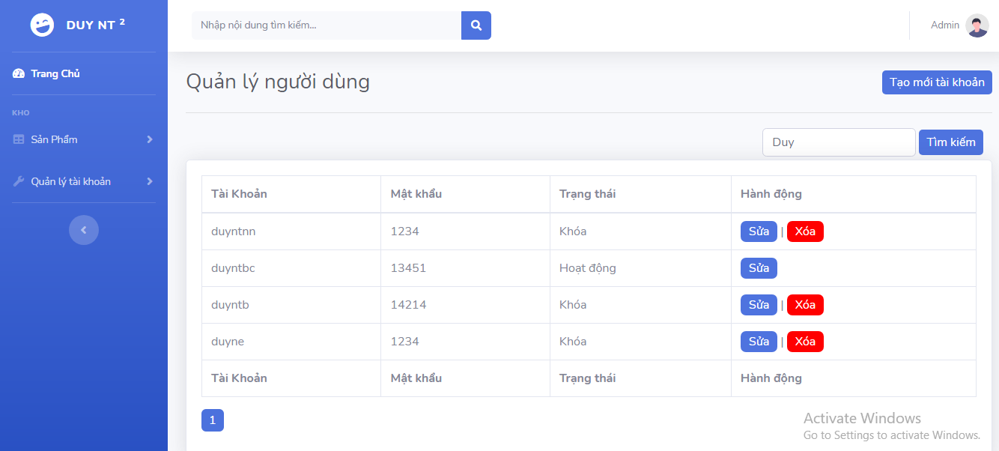 DUY NT 2
Nhập nội dung tìm kiếm...
Admin
Trang Chủ
KHO
Sản Phẩm
Quản lý tài khoản
Quản lý người dùng
Tạo mới tài khoản
Duy
Tìm kiếm
Tài Khoản Mật khẩu Trạng thái Hành động
duyntnn 1234 Khóa Sửa | Xóa
duyntbc 13451 Hoạt động Sửa
duyntb 14214 Khóa Sửa | Xóa
duyne 1234 Khóa Sửa | Xóa
Tài Khoản Mật khẩu Trạng thái Hành động
1
Activate Windows
Go to Settings to activate Windows.